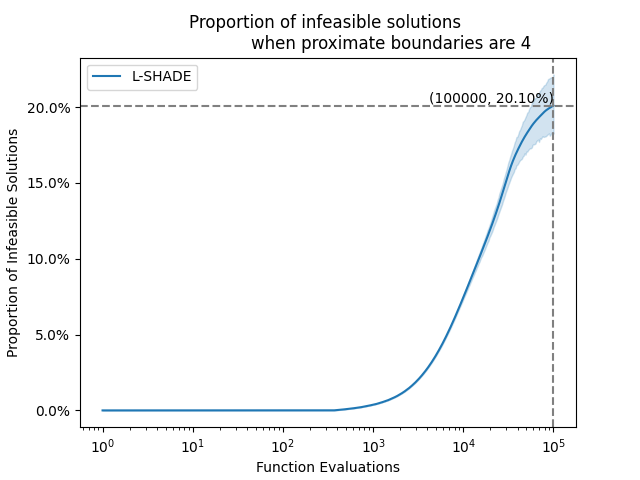 Proportion of infeasible solutions
when proximate boundaries are 4
L-SHADE
(100000, 20.10%)
20.0%
15.0%
10.0%
5.0%
0.0%
Proportion of Infeasible Solutions
10⁰ 10¹ 10² 10³ 10⁴ 10⁵
Function Evaluations